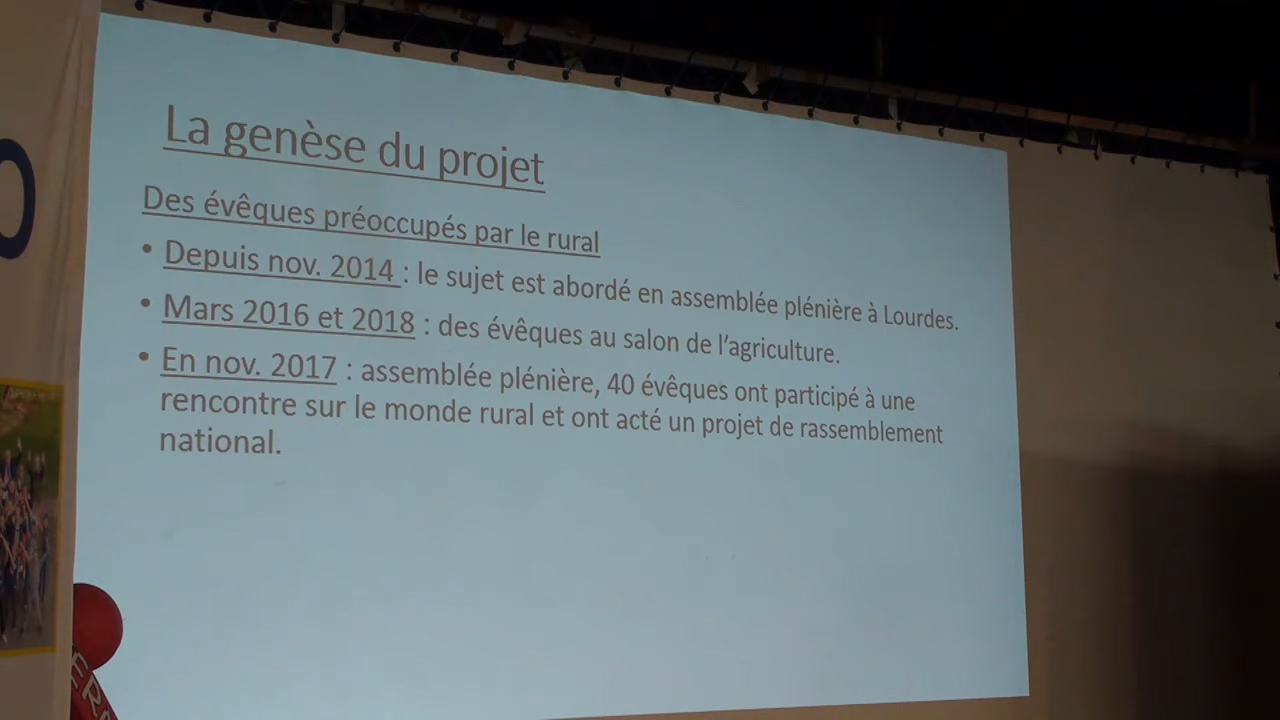 La genèse du projet
Des évêques préoccupés par le rural
• Depuis nov. 2014 : le sujet est abordé en assemblée plénière à Lourdes.
• Mars 2016 et 2018 : des évêques au salon de l'agriculture.
• En nov. 2017 : assemblée plénière, 40 évêques ont participé à une
rencontre sur le monde rural et ont acté un projet de rassemblement
national.